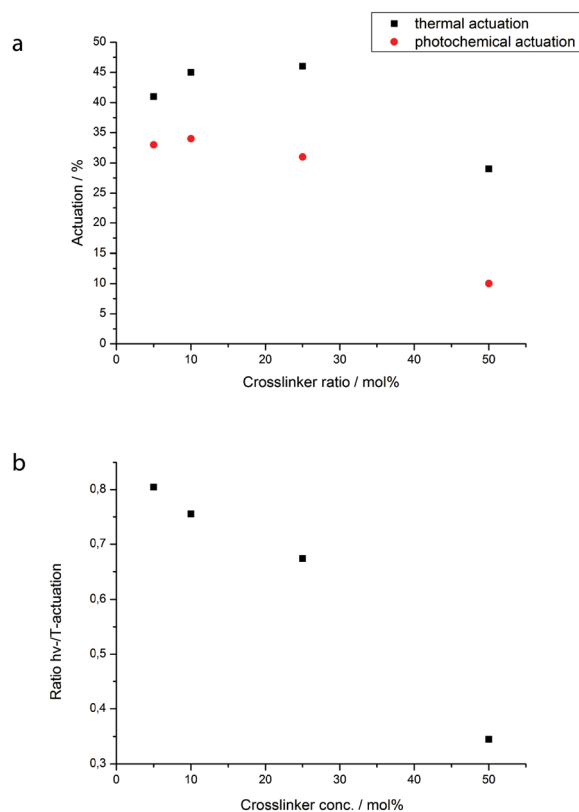 a
thermal actuation
photochemical actuation
50
45
40
35
30
25
20
15
10
5
0
Actuation / %
0 10 20 30 40 50
Crosslinker ratio / mol%
b
0,8
0,7
0,6
0,5
0,4
0,3
Ratio hv-/T-actuation
0 10 20 30 40 50
Crosslinker conc. / mol%